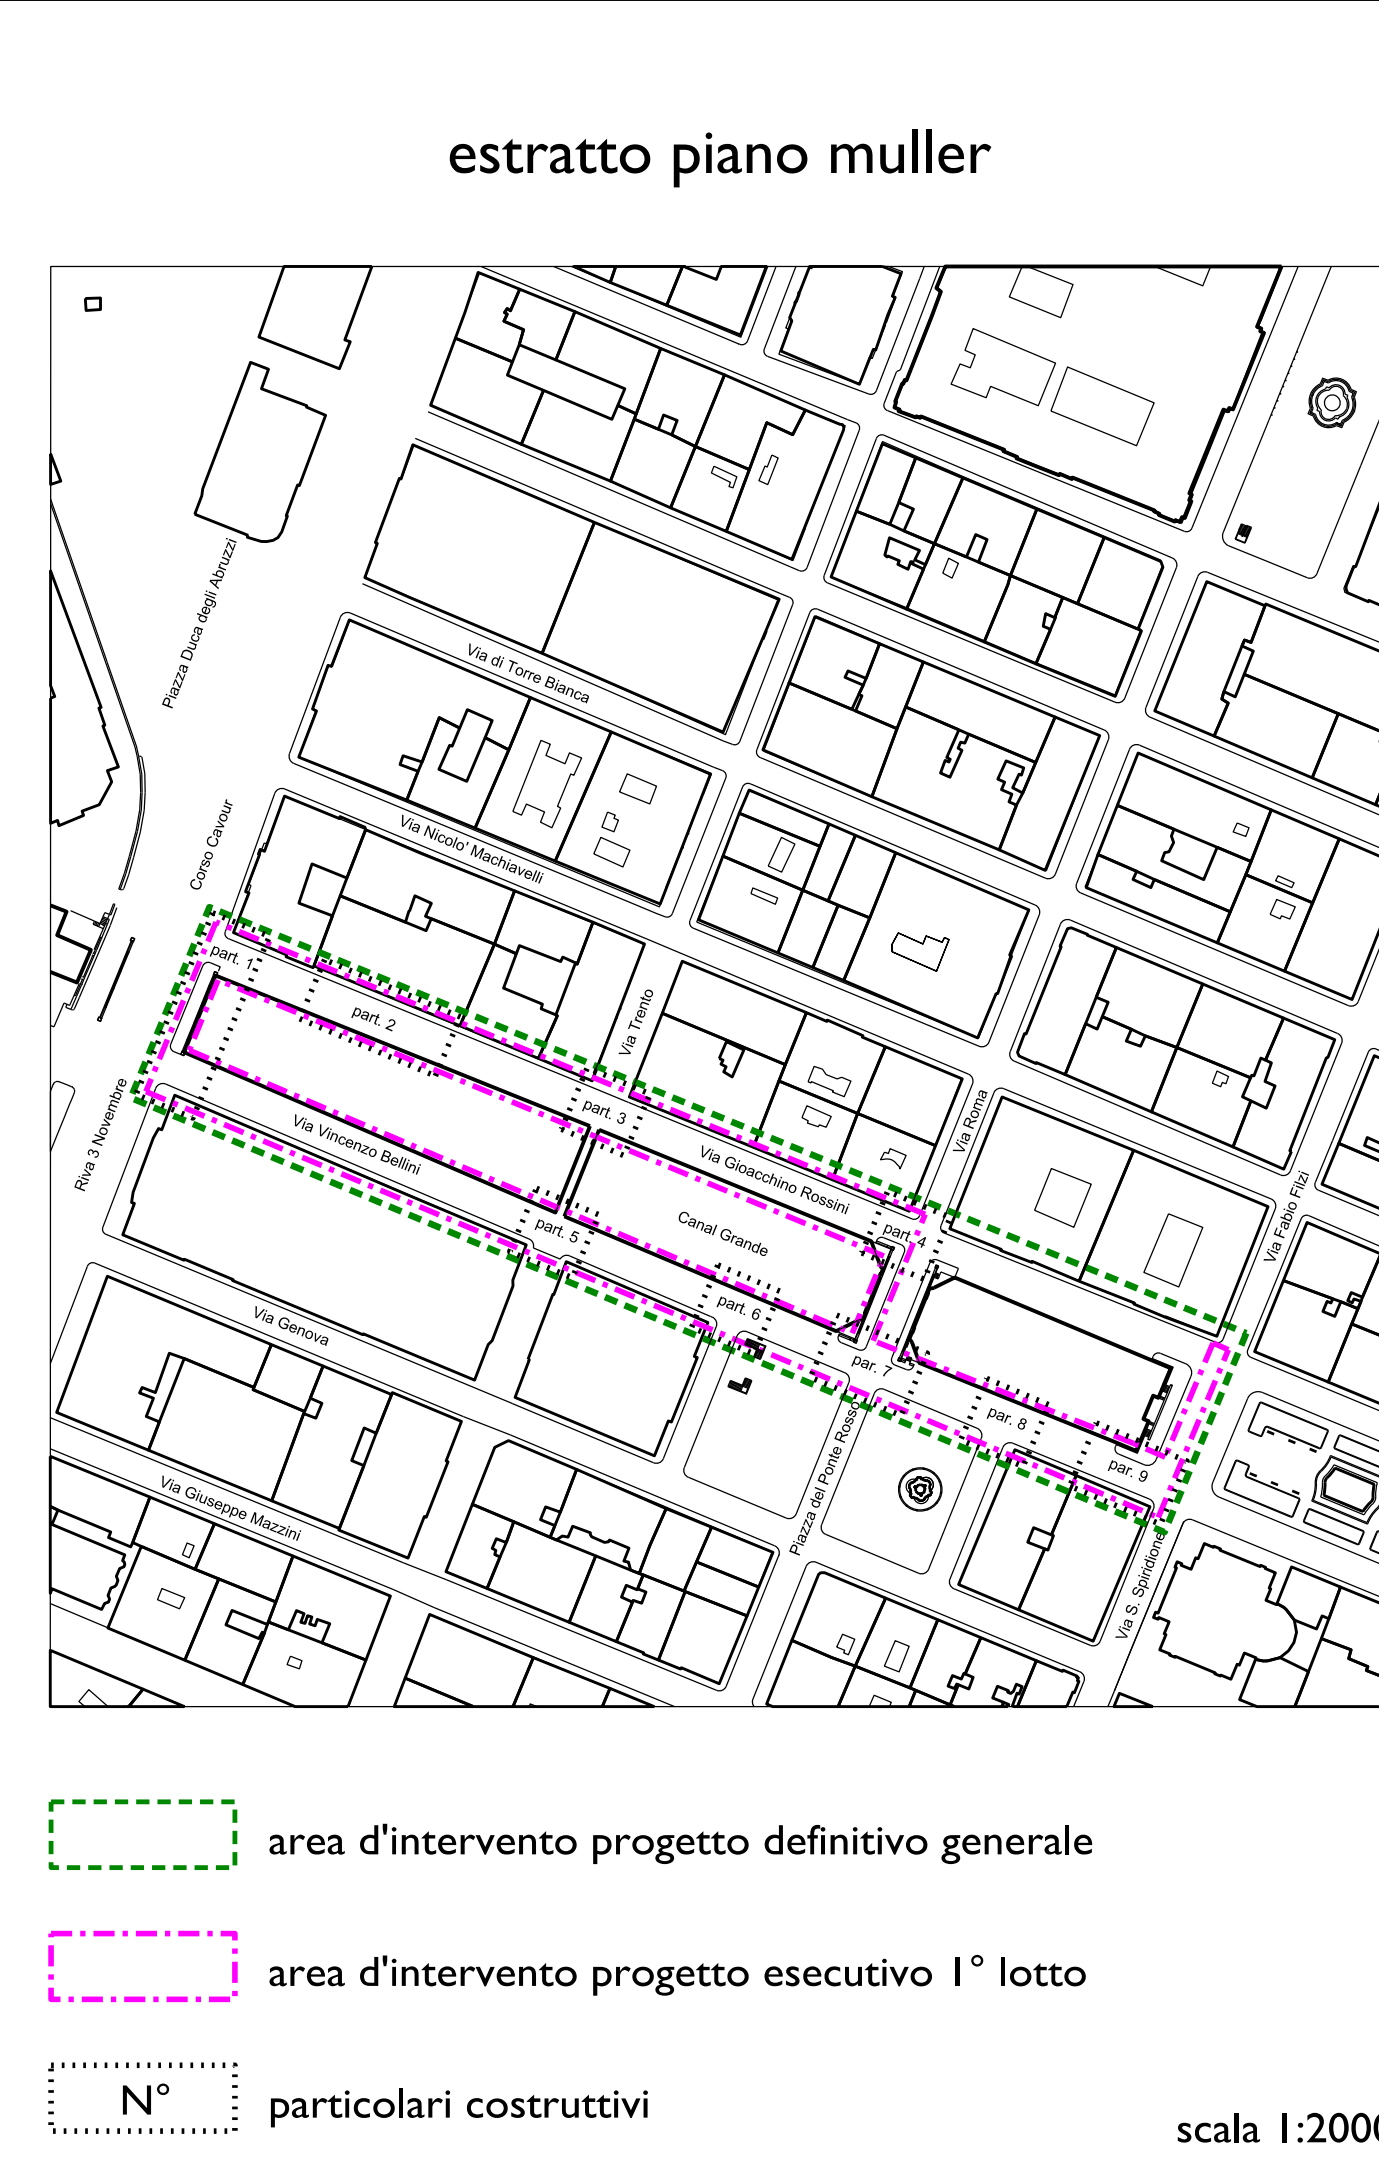 estratto piano muller
Piazza Duca degli Abruzzi
Via di Torre Bianca
Corso Cavour
Via Nicolo' Machiavelli
part. 1
part. 2
Via Trento
part. 3
Via Roma
Riva 3 Novembre
Via Vincenzo Bellini
Via Gioacchino Rossini
part. 4
Via Fabio Filzi
part. 5
Canal Grande
part. 6
Via Genova
par. 7
par. 8
par. 9
Piazza del Ponte Rosso
Via Giuseppe Mazzini
Via S. Spiridione
area d'intervento progetto definitivo generale
area d'intervento progetto esecutivo 1° lotto
N°
particolari costruttivi
scala 1:2000